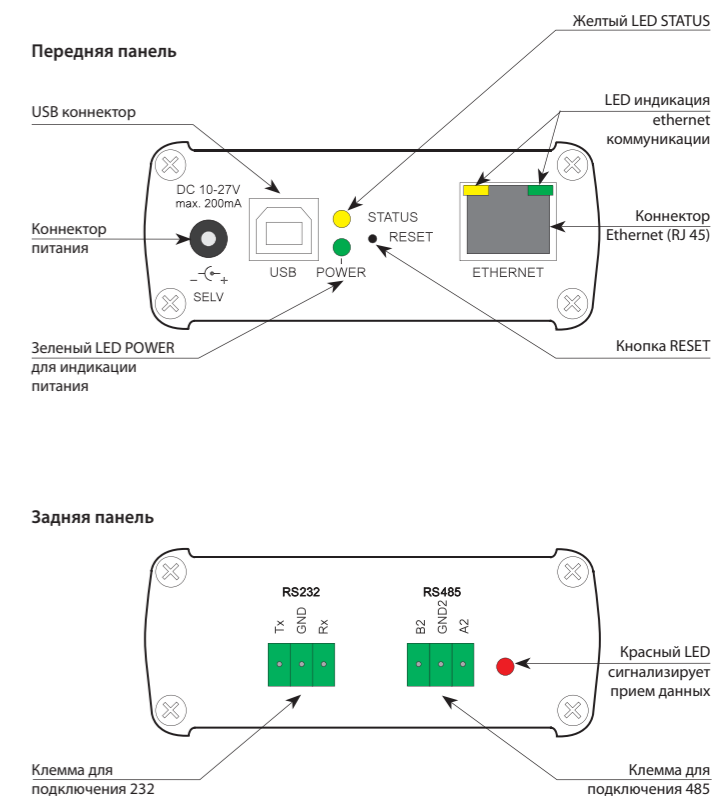 Желтый LED STATUS
Передняя панель
USB коннектор
LED индикация
ethernet
коммуникации
DC 10-27V
max. 200mA
STATUS
RESET
Коннектор
питания
Коннектор
Ethernet (RJ 45)
USB
POWER
ETHERNET
- +
SELV
Зеленый LED POWER
для индикации
питания
Кнопка RESET
Задняя панель
RS232
RS485
Tx
GND
Rx
B2
GND2
A2
Красный LED
сигнализирует
прием данных
Клемма для
подключения 232
Клемма для
подключения 485